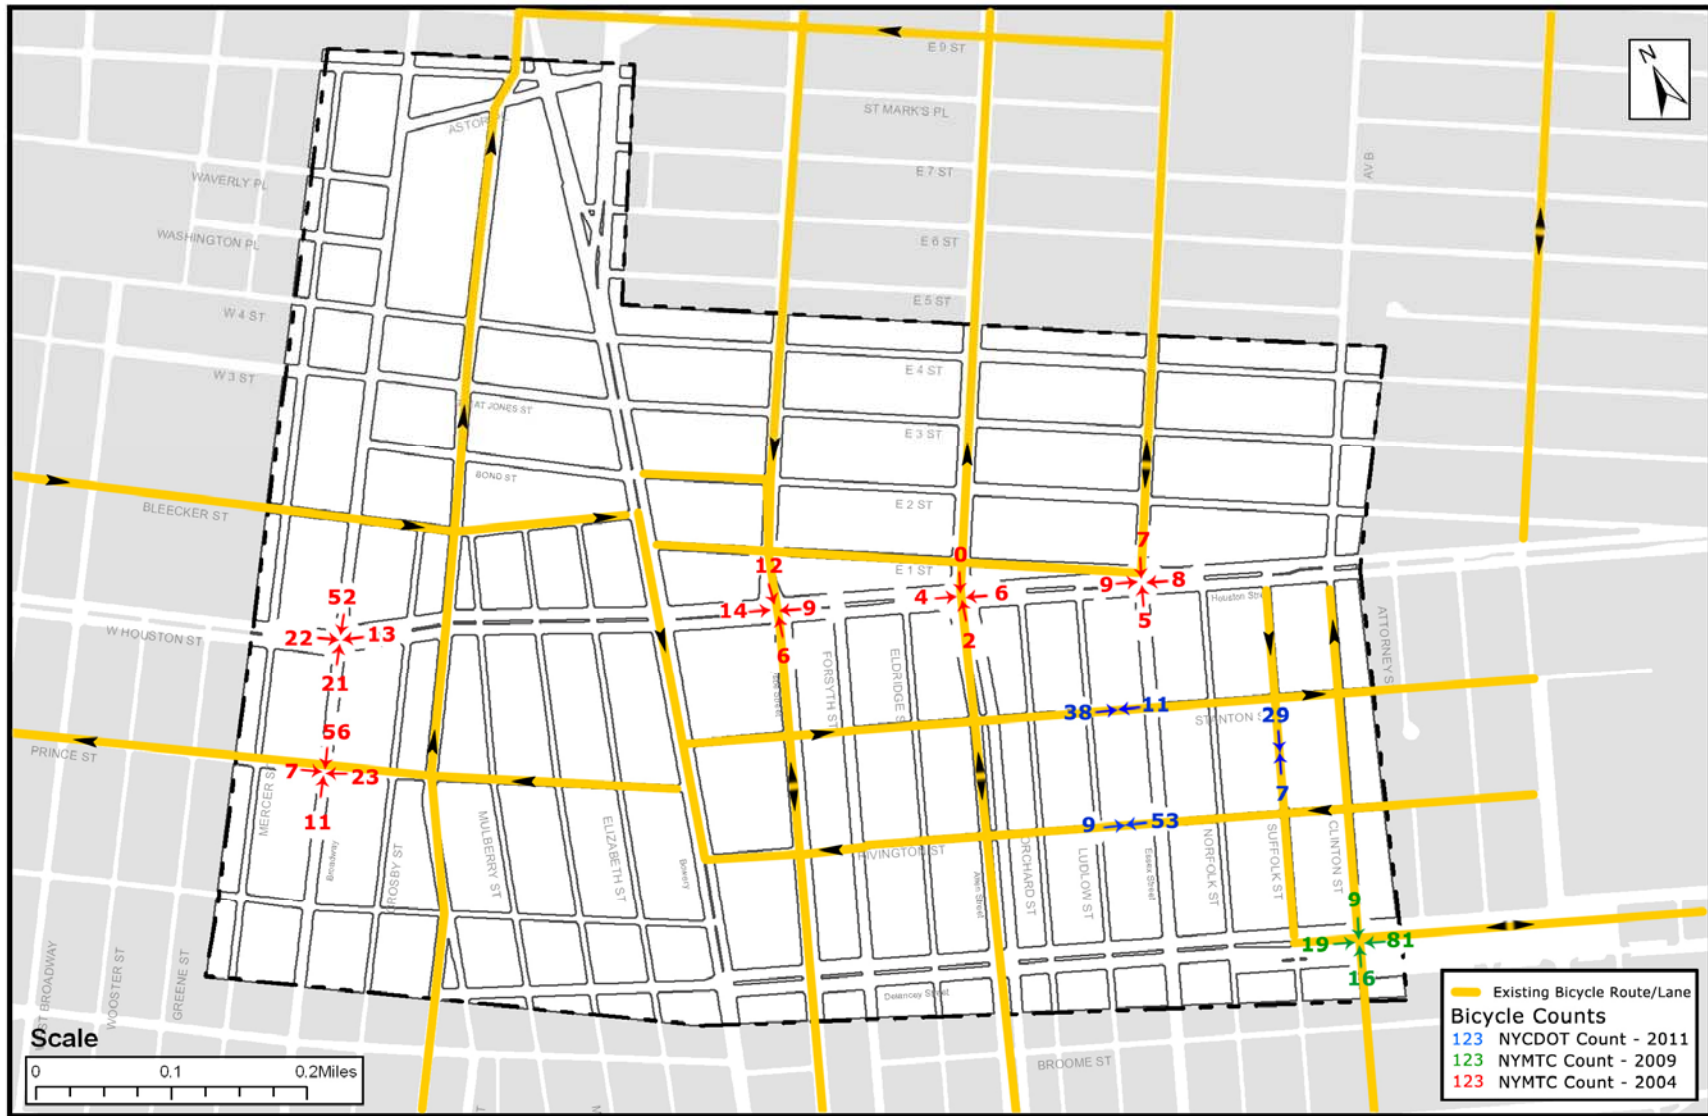 E 9 ST
N
ST MARK'S PL
ASTOR
E 7 ST
AV B
WAVERLY PL
WASHINGTON PL
E 6 ST
E 5 ST
W 4 ST
W 3 ST
E 4 ST
AT JONES ST
E 3 ST
BOND ST
E 2 ST
BLEECKER ST
7
0
12
E 1 ST
9
8
4
6
Houston Stre
52
14
9
5
W HOUSTON ST
22
13
2
6
ATTORNEY S
21
FORSYTH ST
ELDRIDGE S
38
11
STANTON S
29
56
PRINCE ST
7
23
MERCER S
7
11
9
53
Broadway
ROSBY ST
MULBERRY ST
ELIZABETH ST
Bowery
RIVINGTON ST
Allen Street
ORCHARD ST
LUDLOW ST
Essex Street
NORFOLK ST
SUFFOLK ST
CLINTON ST
9
19
81
16
ST BROADWAY
WOOSTER ST
GREENE ST
Delancey Street
BROOME ST
Scale
0 0.1 0.2Miles
Existing Bicycle Route/Lane
Bicycle Counts
123 NYCDOT Count - 2011
123 NYMTC Count - 2009
123 NYMTC Count - 2004